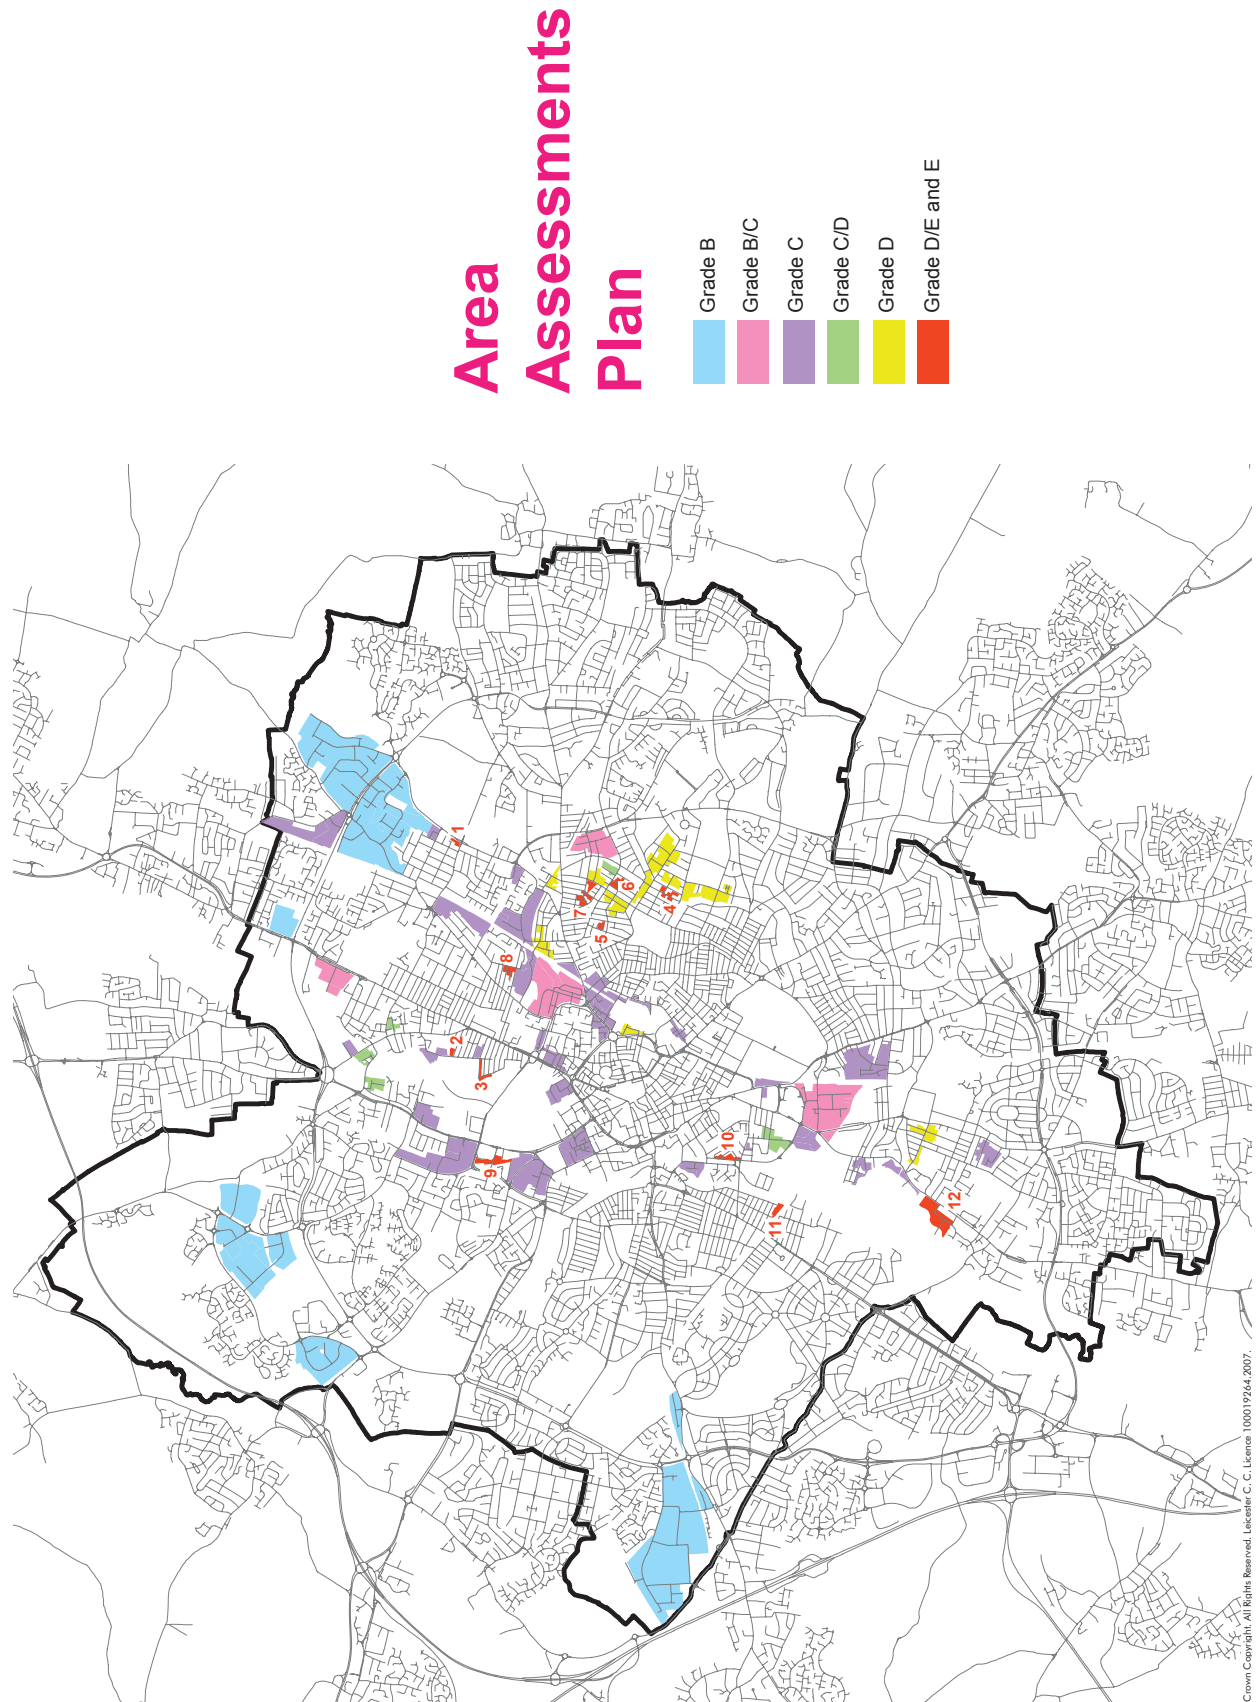 Area
Assessments
Plan
Grade B
Grade B/C
Grade C
Grade C/D
Grade D
Grade D/E and E
1
2
3
4
5
6
7
8
9
10
11
12
Crown Copyright. All Rights Reserved. Leicester C. C. Licence 100019264.2007.